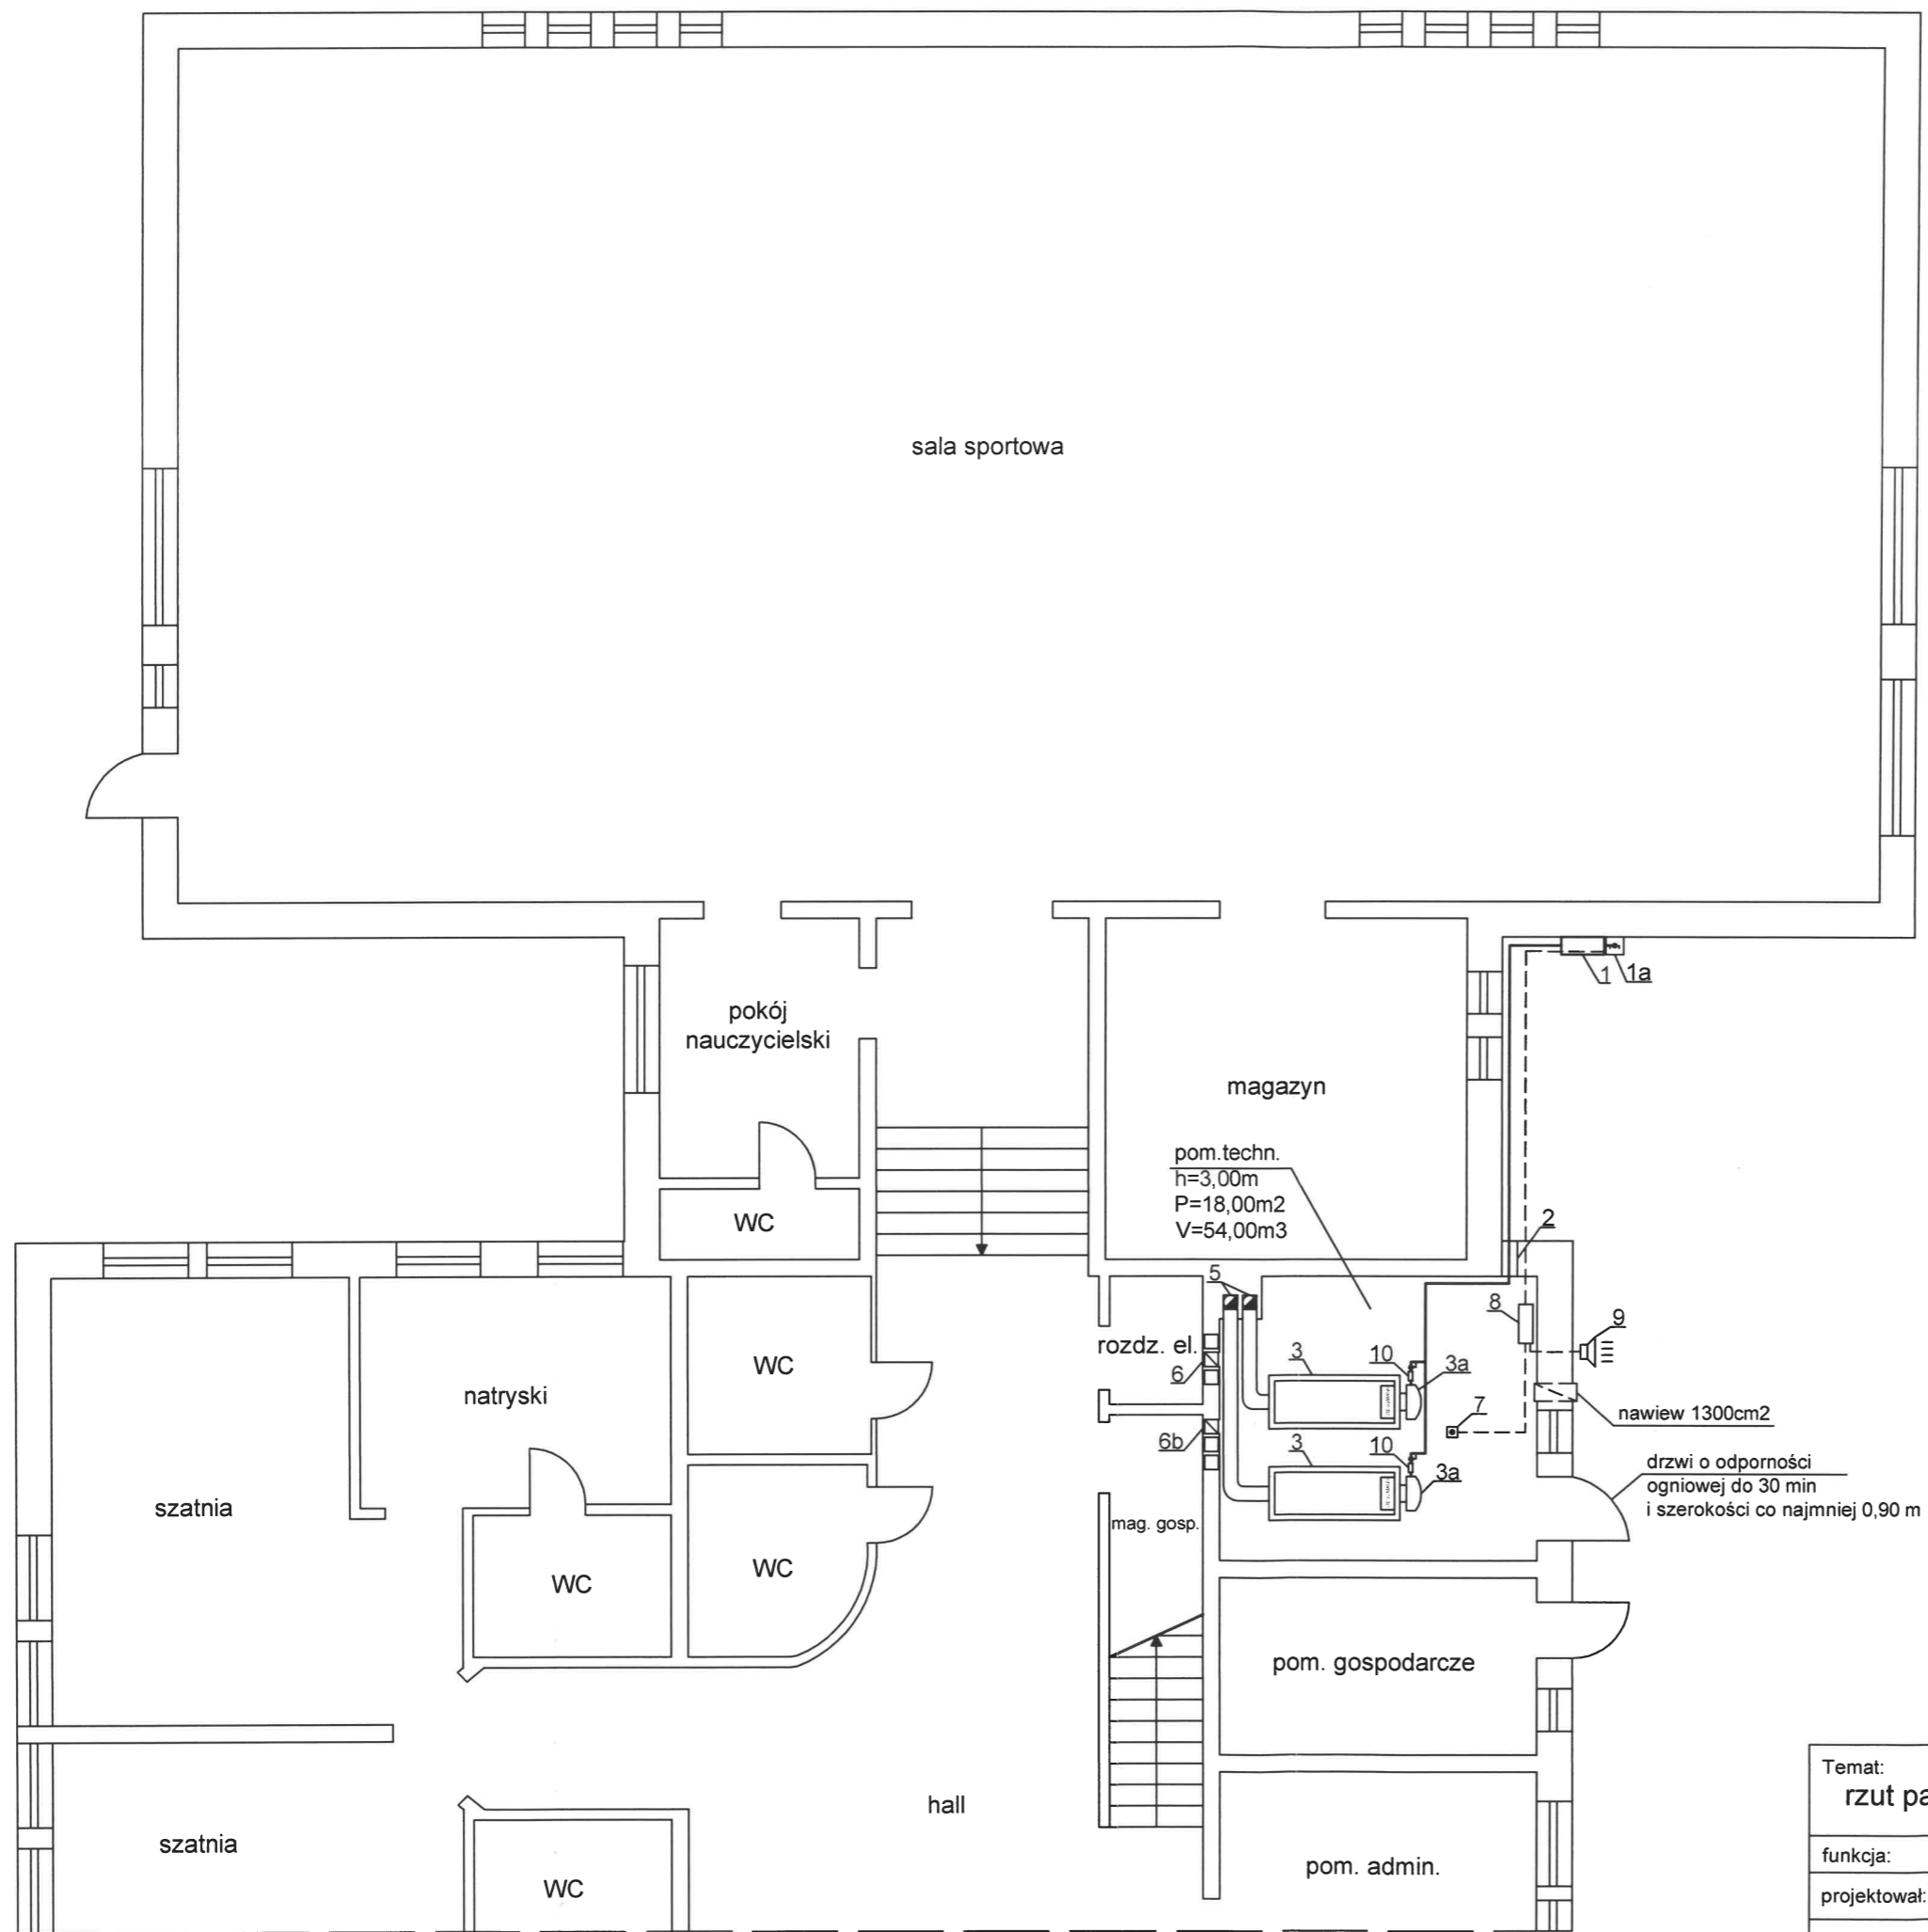 sala sportowa
1
1a
pokój
nauczycielski
magazyn
pom.techn.
h=3,00m
P=18,00m2
V=54,00m3
WC
2
5
8
9
rozdz. el.
6
3
10
3a
WC
natryski
7
nawiew 1300cm2
6b
3
10
3a
drzwi o odporności
ogniowej do 30 min
i szerokości co najmniej 0,90 m
szatnia
mag. gosp.
WC
WC
pom. gospodarcze
Temat:
rzut pa
hall
szatnia
funkcja:
pom. admin.
WC
projektował: